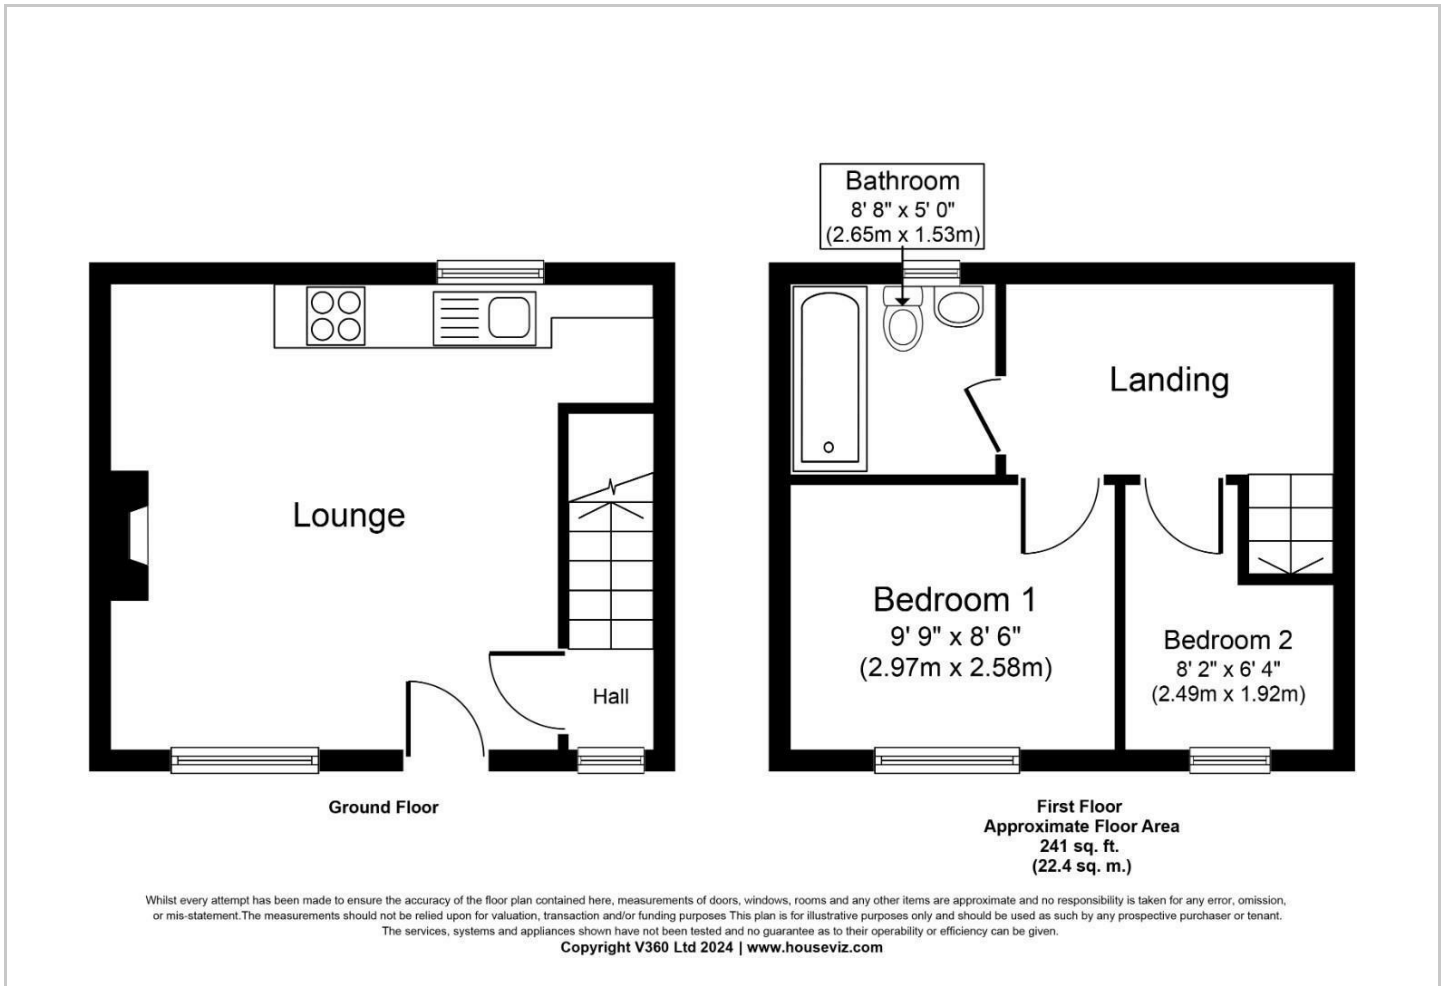 Bathroom
8' 8" x 5' 0"
(2.65m x 1.53m)
Lounge
Hall
Landing
Bedroom 1
9' 9" x 8' 6"
(2.97m x 2.58m)
Bedroom 2
8' 2" x 6' 4"
(2.49m x 1.92m)
Ground Floor
First Floor
Approximate Floor Area
241 sq. ft.
(22.4 sq. m.)
Whilst every attempt has been made to ensure the accuracy of the floor plan contained here, measurements of doors, windows, rooms and any other items are approximate and no responsibility is taken for any error, omission,
or mis-statement.The measurements should not be relied upon for valuation, transaction and/or funding purposes This plan is for illustrative purposes only and should be used as such by any prospective purchaser or tenant.
The services, systems and appliances shown have not been tested and no guarantee as to their operability or efficiency can be given.
Copyright V360 Ltd 2024 | www.houseviz.com